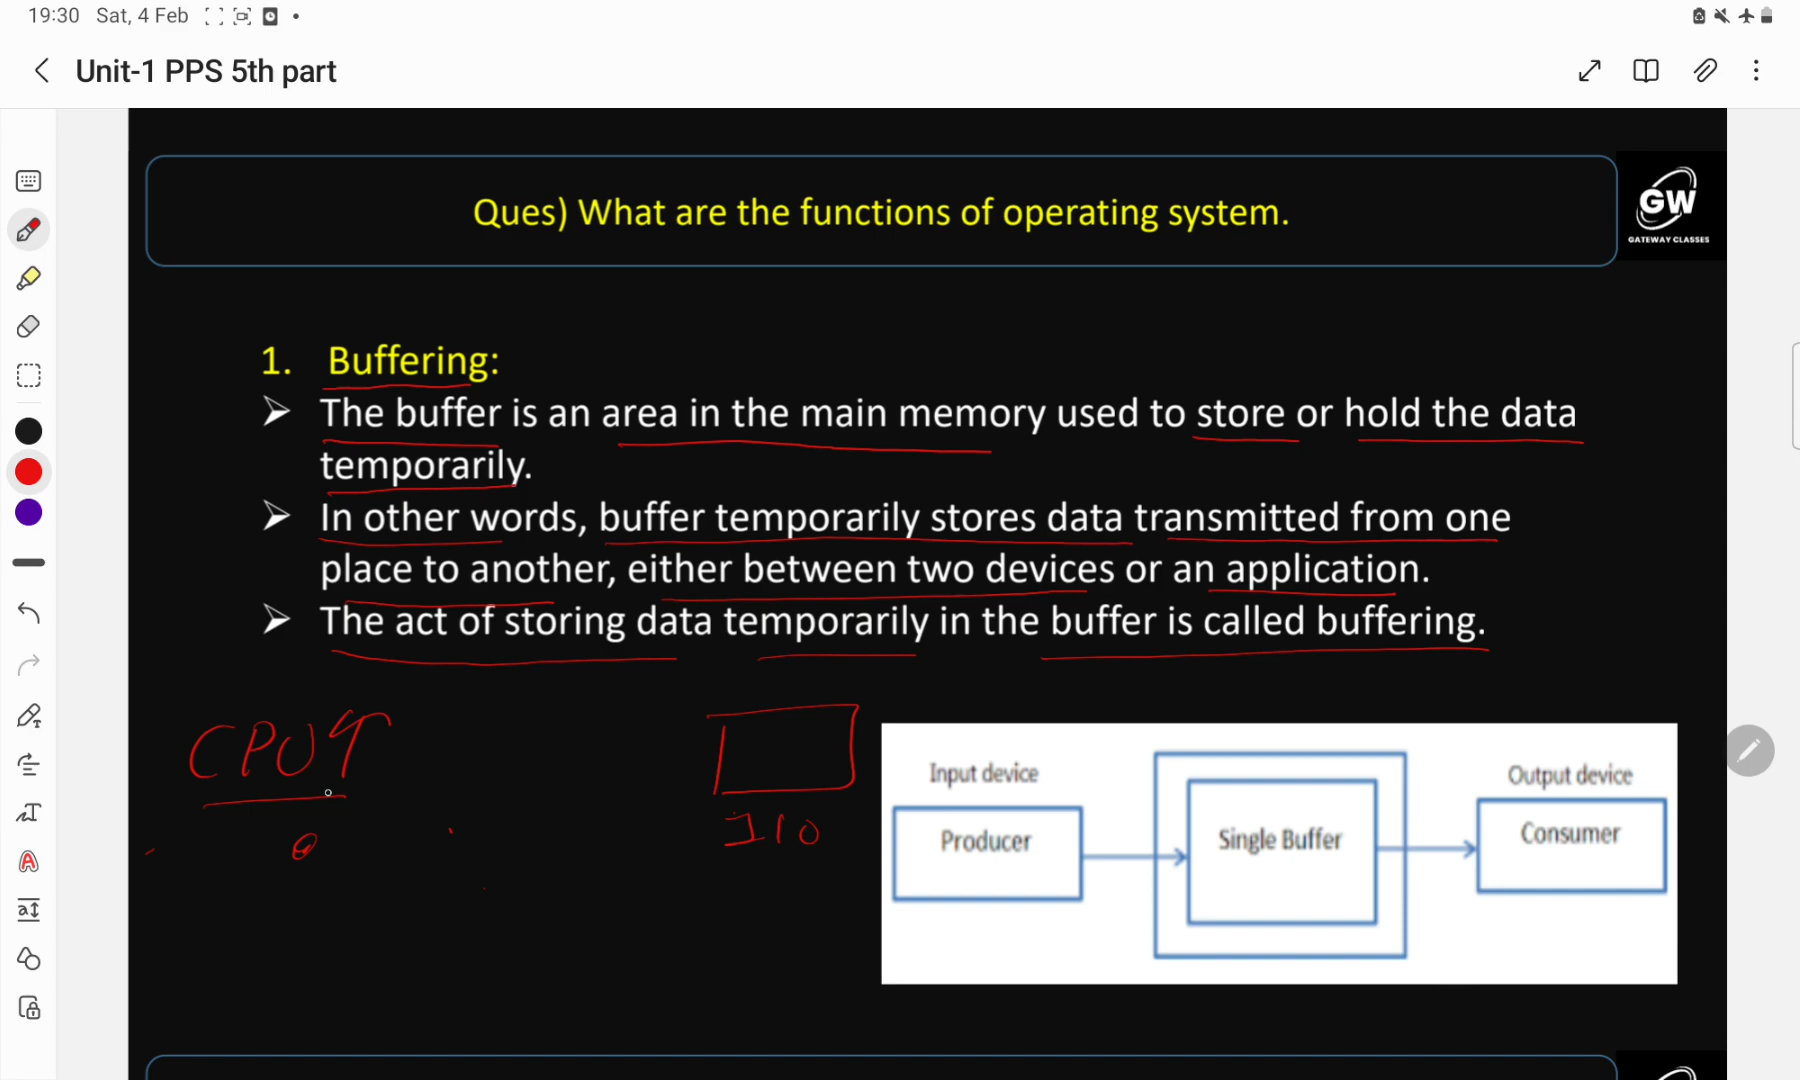 19:30 Sat, 4 Feb
Unit-1 PPS 5th part
Ques) What are the functions of operating system.
GW
GATEWAY CLASSES
1. Buffering:
➢ The buffer is an area in the main memory used to store or hold the data
temporarily.
➢ In other words, buffer temporarily stores data transmitted from one
place to another, either between two devices or an application.
➢ The act of storing data temporarily in the buffer is called buffering.
CPU↑
I/O
Input device
Producer
Single Buffer
Output device
Consumer